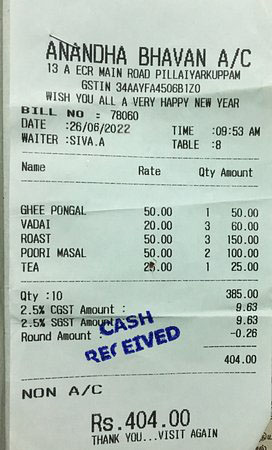 ANANDHA BHAVAN A/C
13 A ECR MAIN ROAD PILLAIYARKUPPAM
GSTIN 34AAYFA4506B1ZO
WISH YOU ALL A VERY HAPPY NEW YEAR
BILL NO : 78060
DATE :26/06/2022 TIME :09:53 AM
WAITER :SIVA.A TABLE :8
Name Rate Qty Amount
GHEE PONGAL 50.00 1 50.00
VADAI 20.00 3 60.00
ROAST 50.00 3 150.00
POORI MASAL 50.00 2 100.00
TEA 25.00 1 25.00
Qty :10 385.00
2.5% CGST Amount : 9.63
2.5% SGST Amount : 9.63
Round Amount : -0.26
CASH
RECEIVED
404.00
NON A/C
Rs.404.00
THANK YOU...VISIT AGAIN